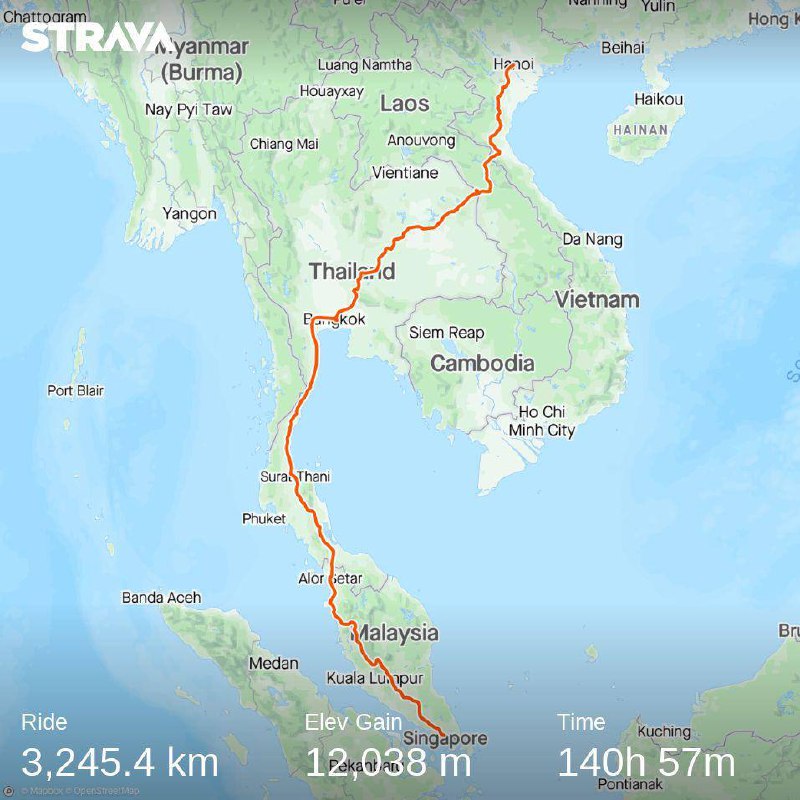 Chattogram
STRAVA
Myanmar
(Burma)
Nay Pyi Taw
Yangon
Luang Namtha
Houayxay
Laos
Chiang Mai
Anouvong
Vientiane
Hanoi
Nanning
Yulin
Beihai
Hong K
Haikou
HAINAN
Da Nang
Thailand
Vietnam
Bangkok
Siem Reap
Cambodia
Port Blair
Ho Chi
Minh City
Surat Thani
Phuket
Alor Setar
Banda Aceh
Malaysia
Medan
Kuala Lumpur
Bru
Singapore
Kuching
Pekanbaru
Pontianak
Ride
3,245.4 km
Elev Gain
12,038 m
Time
140h 57m
© Mapbox © OpenStreetMap